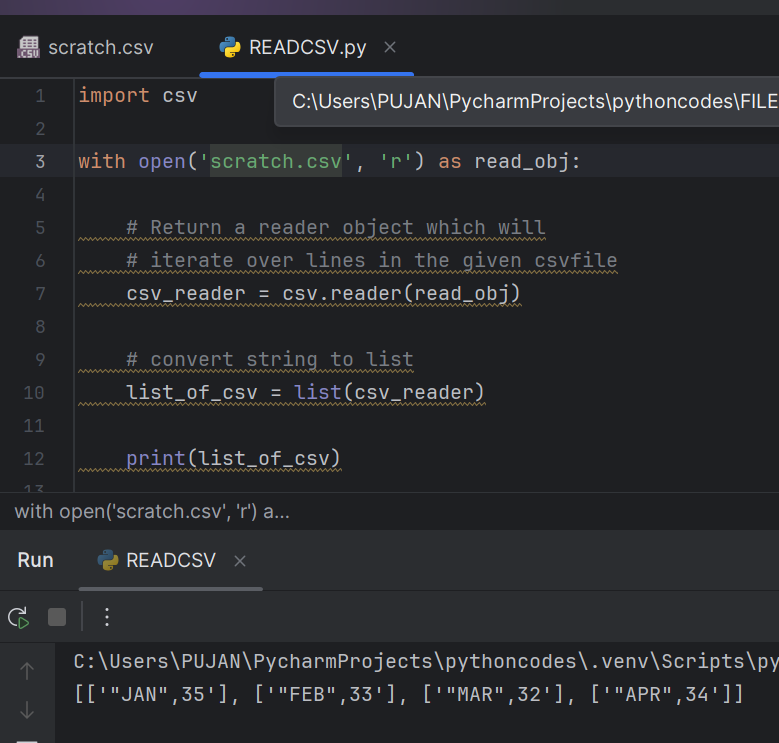 scratch.csv
READCSV.py
C:\Users\PUJAN\PycharmProjects\pythoncodes\FILE
1 import csv
2
3 with open('scratch.csv', 'r') as read_obj:
4
5 # Return a reader object which will
6 # iterate over lines in the given csvfile
7 csv_reader = csv.reader(read_obj)
8
9 # convert string to list
10 list_of_csv = list(csv_reader)
11
12 print(list_of_csv)
13
with open('scratch.csv', 'r') a...
Run READCSV
C:\Users\PUJAN\PycharmProjects\pythoncodes\.venv\Scripts\py
[['"JAN",35'], ['"FEB",33'], ['"MAR",32'], ['"APR",34']]